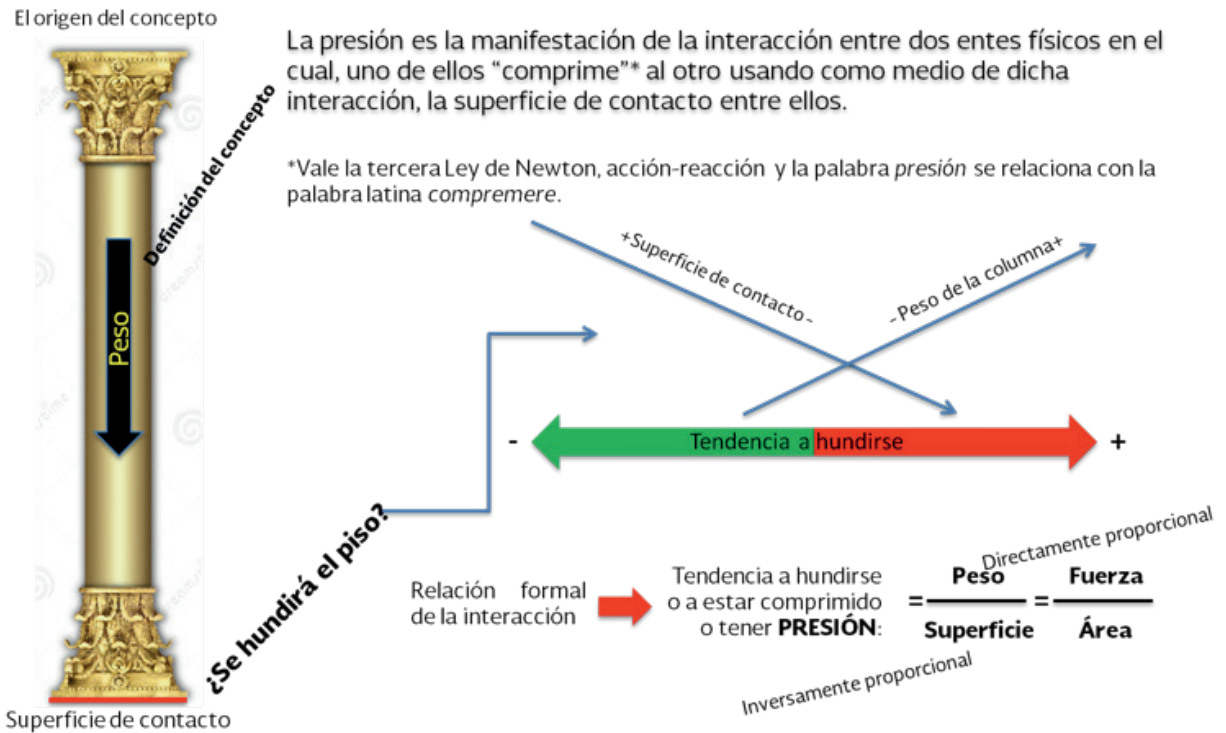 El origen del concepto
La presión es la manifestación de la interacción entre dos entes físicos en el
cual, uno de ellos “comprime”* al otro usando como medio de dicha
interacción, la superficie de contacto entre ellos.
Definición del concepto
*Vale la tercera Ley de Newton, acción-reacción y la palabra presión se relaciona con la
palabra latina compremere.
+Superficie de contacto-
-Peso de la columna+
Peso
- Tendencia a hundirse +
¿Se hundirá el piso?
Relación formal
de la interacción
Tendencia a hundirse
o a estar comprimido
o tener PRESIÓN:
Directamente proporcional
= Peso = Fuerza
Superficie Área
Inversamente proporcional
Superficie de contacto